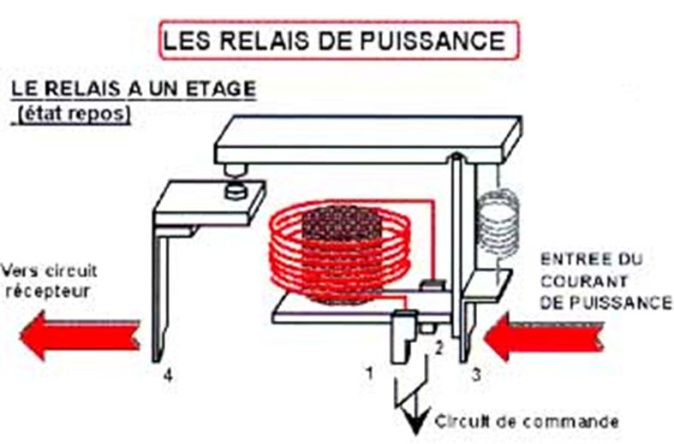 LES RELAIS DE PUISSANCE
LE RELAIS A UN ETAGE
(état repos)
Vers circuit
récepteur
ENTREE DU
COURANT
DE PUISSANCE
4
1
2
3
Circuit de commande